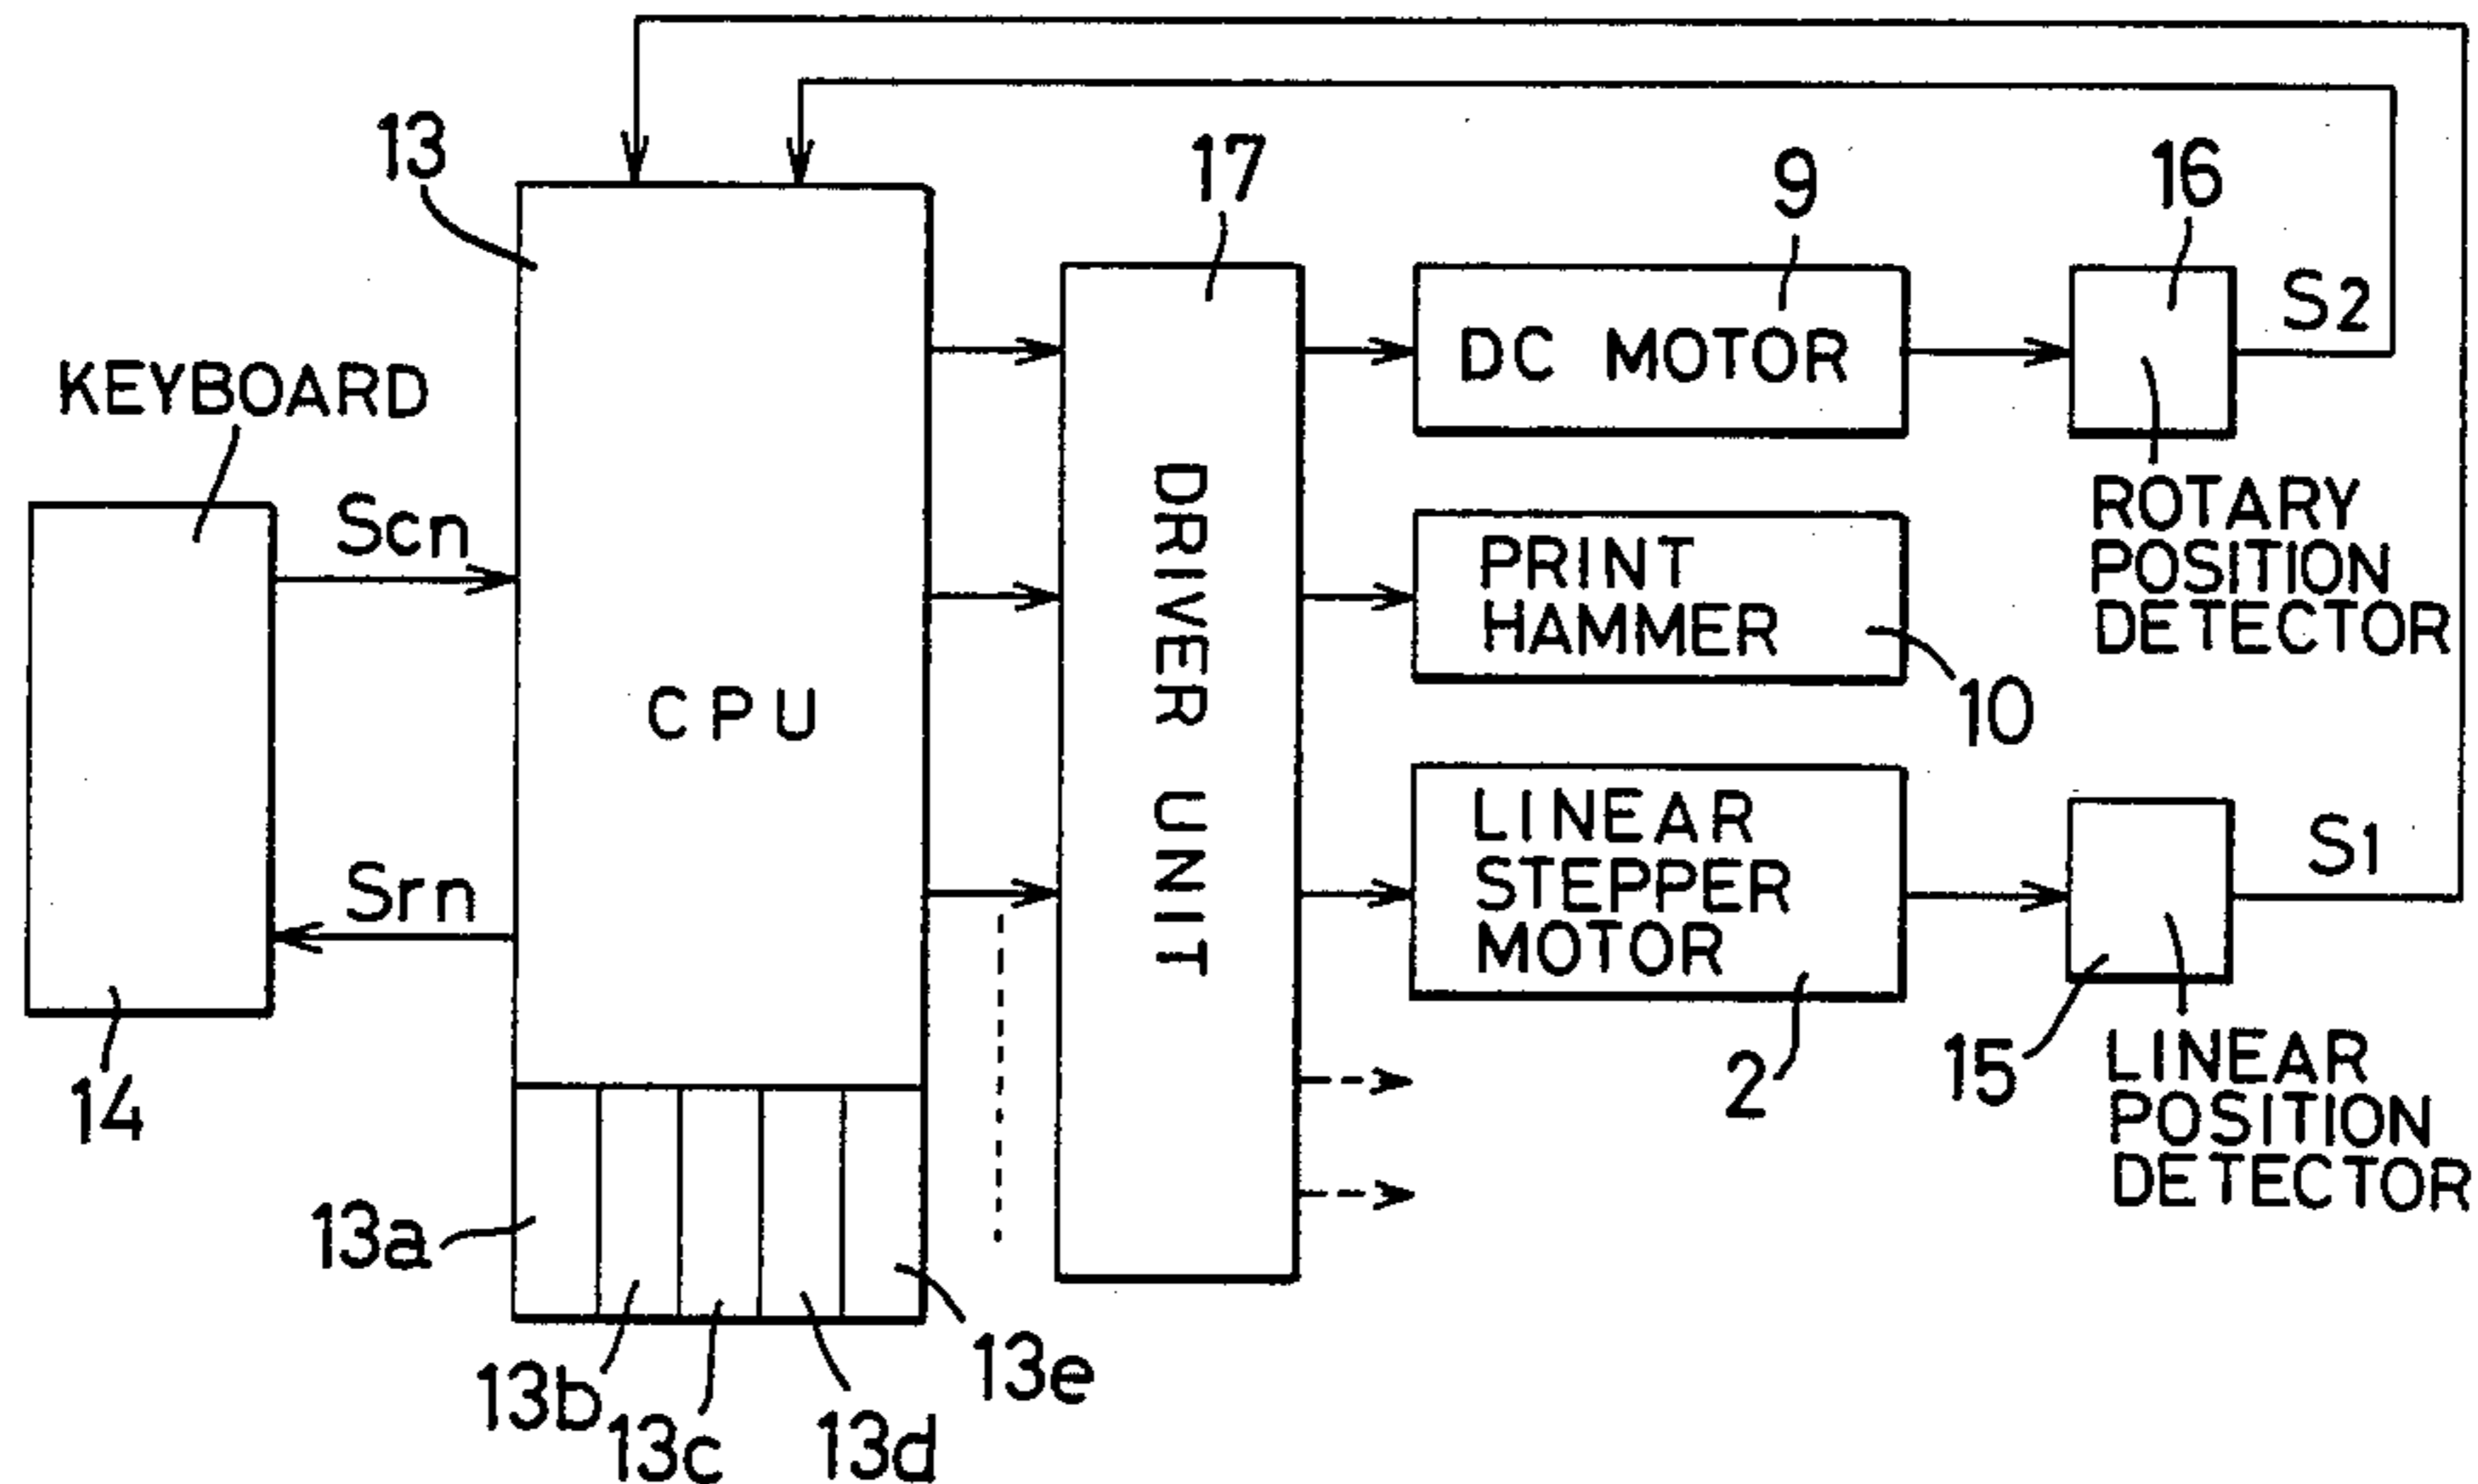 13
17
9
16
S2
DC MOTOR
KEYBOARD
ROTARY
POSITION
DETECTOR
Scn
PRINT
HAMMER
10
CPU
DRIVER UNIT
LINEAR
STEPPER
MOTOR
S1
Srn
14
2
15
LINEAR
POSITION
DETECTOR
13a
13b
13c
13d
13e